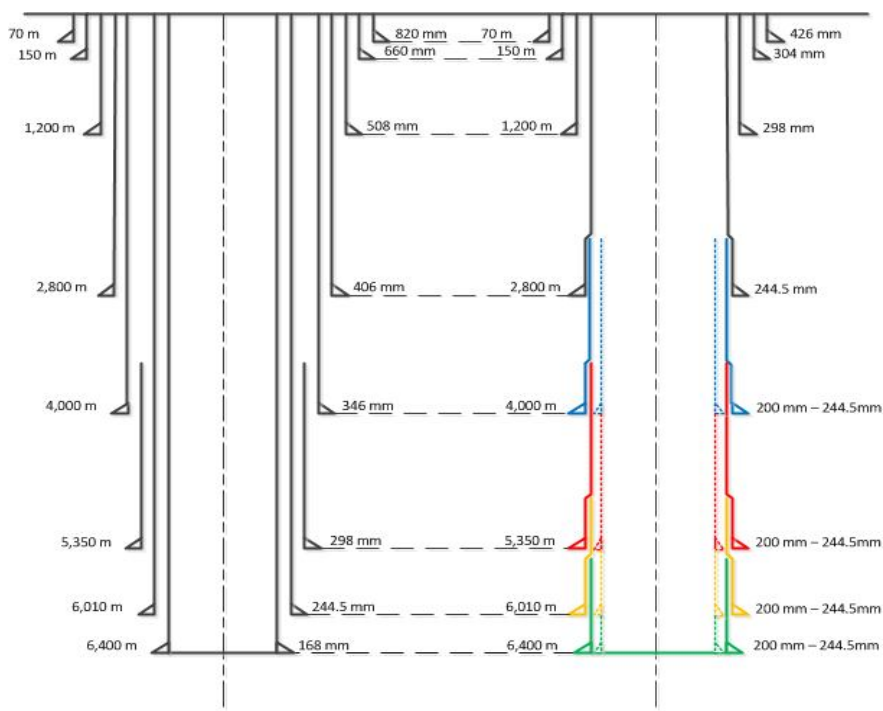 70 m 820 mm 70 m 426 mm
150 m 660 mm 150 m 304 mm
1,200 m 508 mm 1,200 m 298 mm
2,800 m 406 mm 2,800 m 244.5 mm
4,000 m 346 mm 4,000 m 200 mm – 244.5mm
5,350 m 298 mm 5,350 m 200 mm – 244.5mm
6,010 m 244.5 mm 6,010 m 200 mm – 244.5mm
6,400 m 168 mm 6,400 m 200 mm – 244.5mm